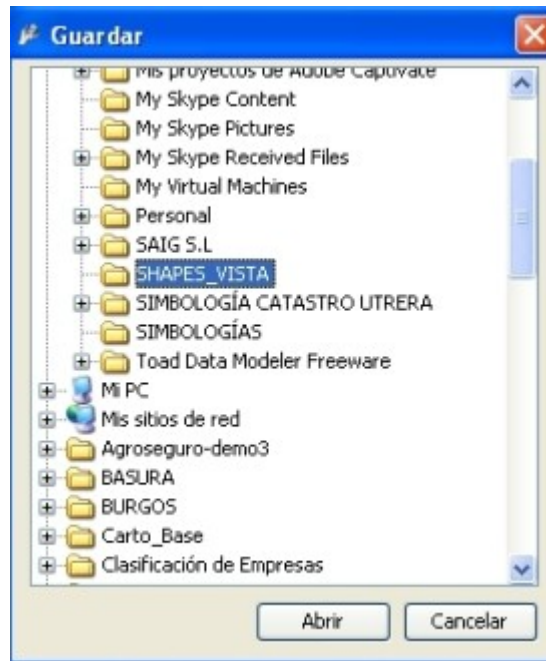 Guardar
Mis proyectos de Adobe Captivate
My Skype Content
My Skype Pictures
My Skype Received Files
My Virtual Machines
Personal
SAIG S.L
SHAPES_VISTA
SIMBOLOGÍA CATASTRO UTRERA
SIMBOLOGÍAS
Toad Data Modeler Freeware
Mi PC
Mis sitios de red
Agroseguro-demo3
BASURA
BURGOS
Carto_Base
Clasificación de Empresas
Abrir
Cancelar